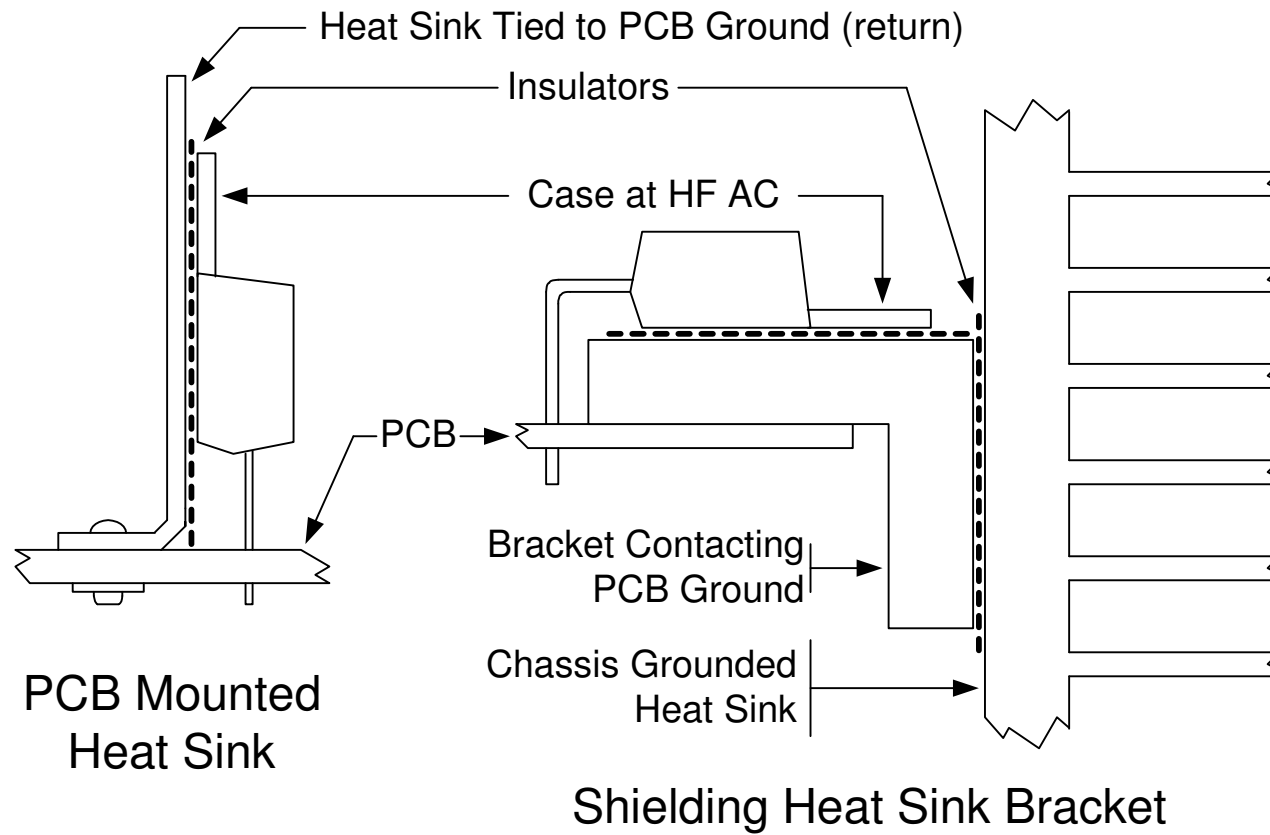 Heat Sink Tied to PCB Ground (return)
Insulators
Case at HF AC
PCB
Bracket Contacting
PCB Ground
Chassis Grounded
Heat Sink
PCB Mounted
Heat Sink
Shielding Heat Sink Bracket